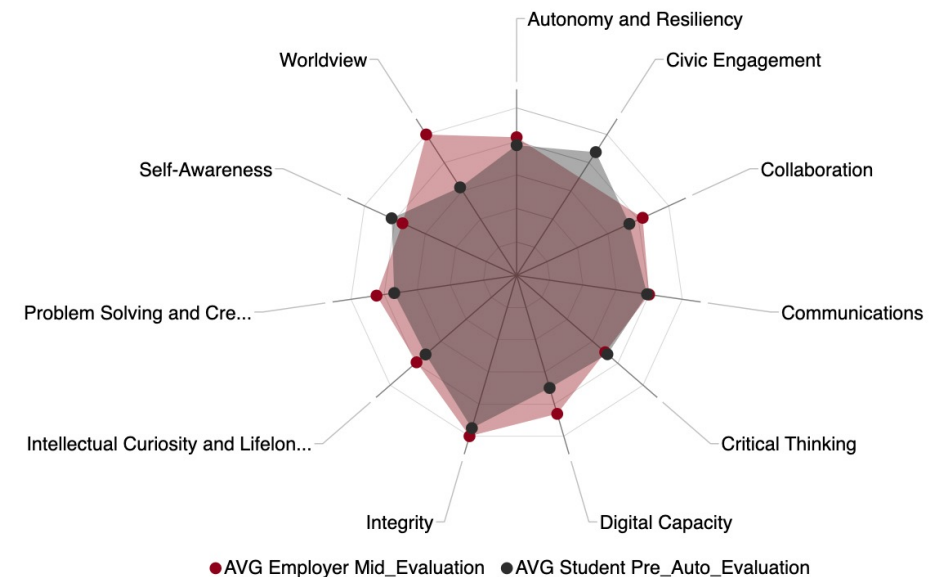 Autonomy and Resiliency
Worldview
Civic Engagement
Self-Awareness
Collaboration
Problem Solving and Cre...
Communications
Intellectual Curiosity and Lifelon...
Critical Thinking
Integrity
Digital Capacity
AVG Employer Mid_Evaluation AVG Student Pre_Auto_Evaluation